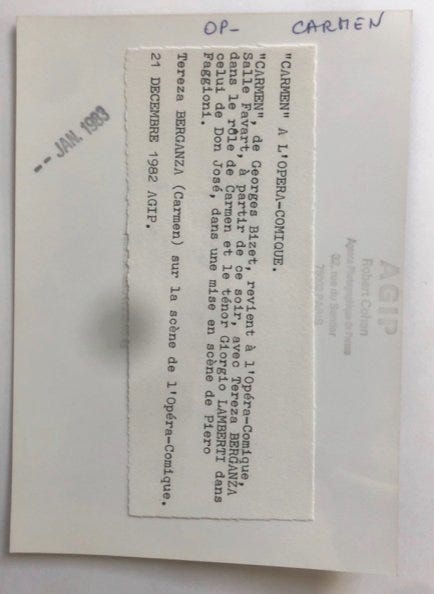 OP- CARMEN
-- JAN. 1983
"CARMEN" A L'OPERA-COMIQUE.
"CARMEN", de Georges Bizet, revient à l'Opéra-Comique,
Salle Favart, à partir de ce soir, avec Tereza BERGANZA
dans le rôle de Carmen et le ténor Giorgio LAMBERTI dans
celui de Don José, dans une mise en scène de Piero
Faggioni.
Tereza BERGANZA (Carmen) sur la scène de l'Opéra-Comique.
21 DECEMBRE 1982 AGIP.
AGIP
Robert Cohen